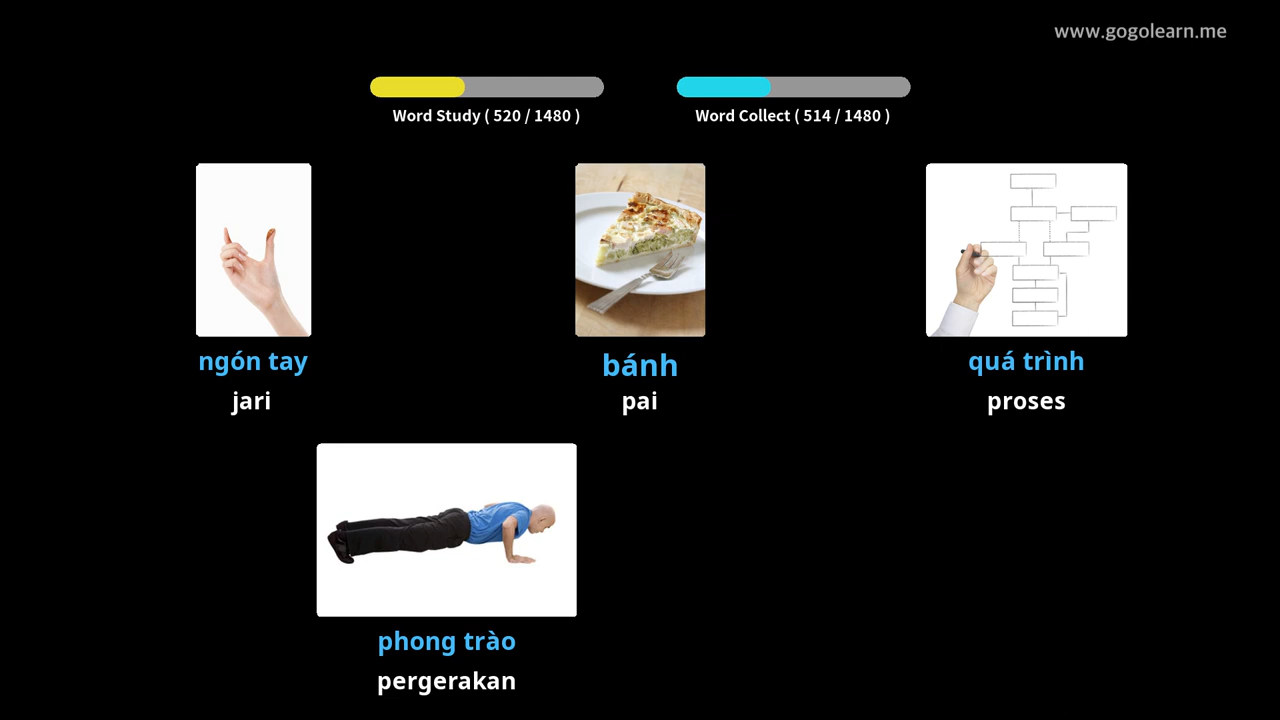 www.gogolearn.me
Word Study ( 520 / 1480 )
Word Collect ( 514 / 1480 )
ngón tay
jari
bánh
pai
quá trình
proses
phong trào
pergerakan